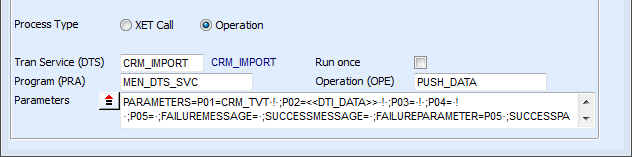 Process Type XET Call Operation
Tran Service (DTS) CRM_IMPORT CRM_IMPORT Run once
Program (PRA) MEN_DTS_SVC Operation (OPE) PUSH_DATA
Parameters PARAMETERS=P01=CRM_TVT·!·;P02=<<DTI_DATA>>·!·;P03=·!·;P04=·!
·;P05=·;FAILUREMESSAGE=·;SUCCESSMESSAGE=·;FAILUREPARAMETER=P05·;SUCCESSPA